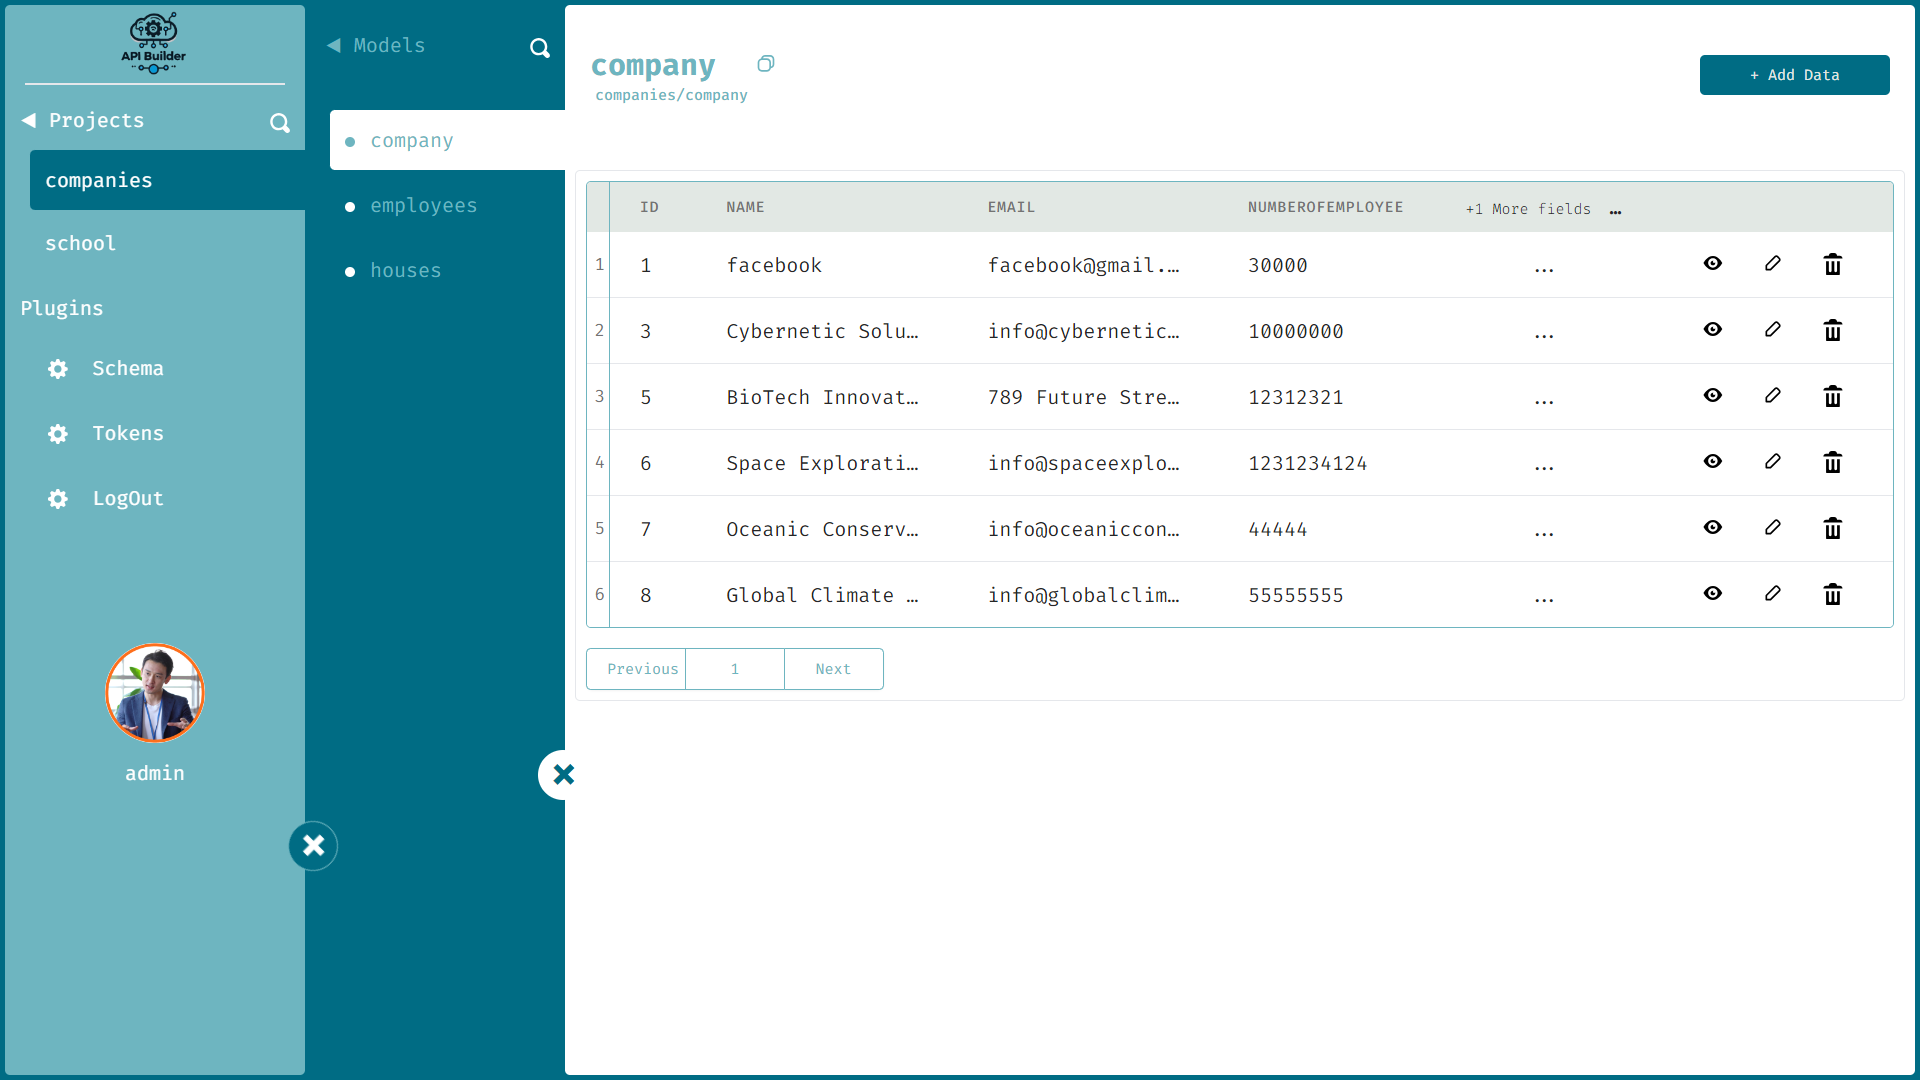 API Builder
Projects
companies
school
Plugins
Schema
Tokens
LogOut
admin
Models
company
employees
houses
company
companies/company
+ Add Data
ID NAME EMAIL NUMBEROFEMPLOYEE +1 More fields ...
1 1 facebook facebook@gmail.… 30000 ...
2 3 Cybernetic Solu… info@cybernetic… 10000000 ...
3 5 BioTech Innovat… 789 Future Stre… 12312321 ...
4 6 Space Explorati… info@spaceexplo… 1231234124 ...
5 7 Oceanic Conserv… info@oceaniccon… 44444 ...
6 8 Global Climate … info@globalclim… 55555555 ...
Previous 1 Next